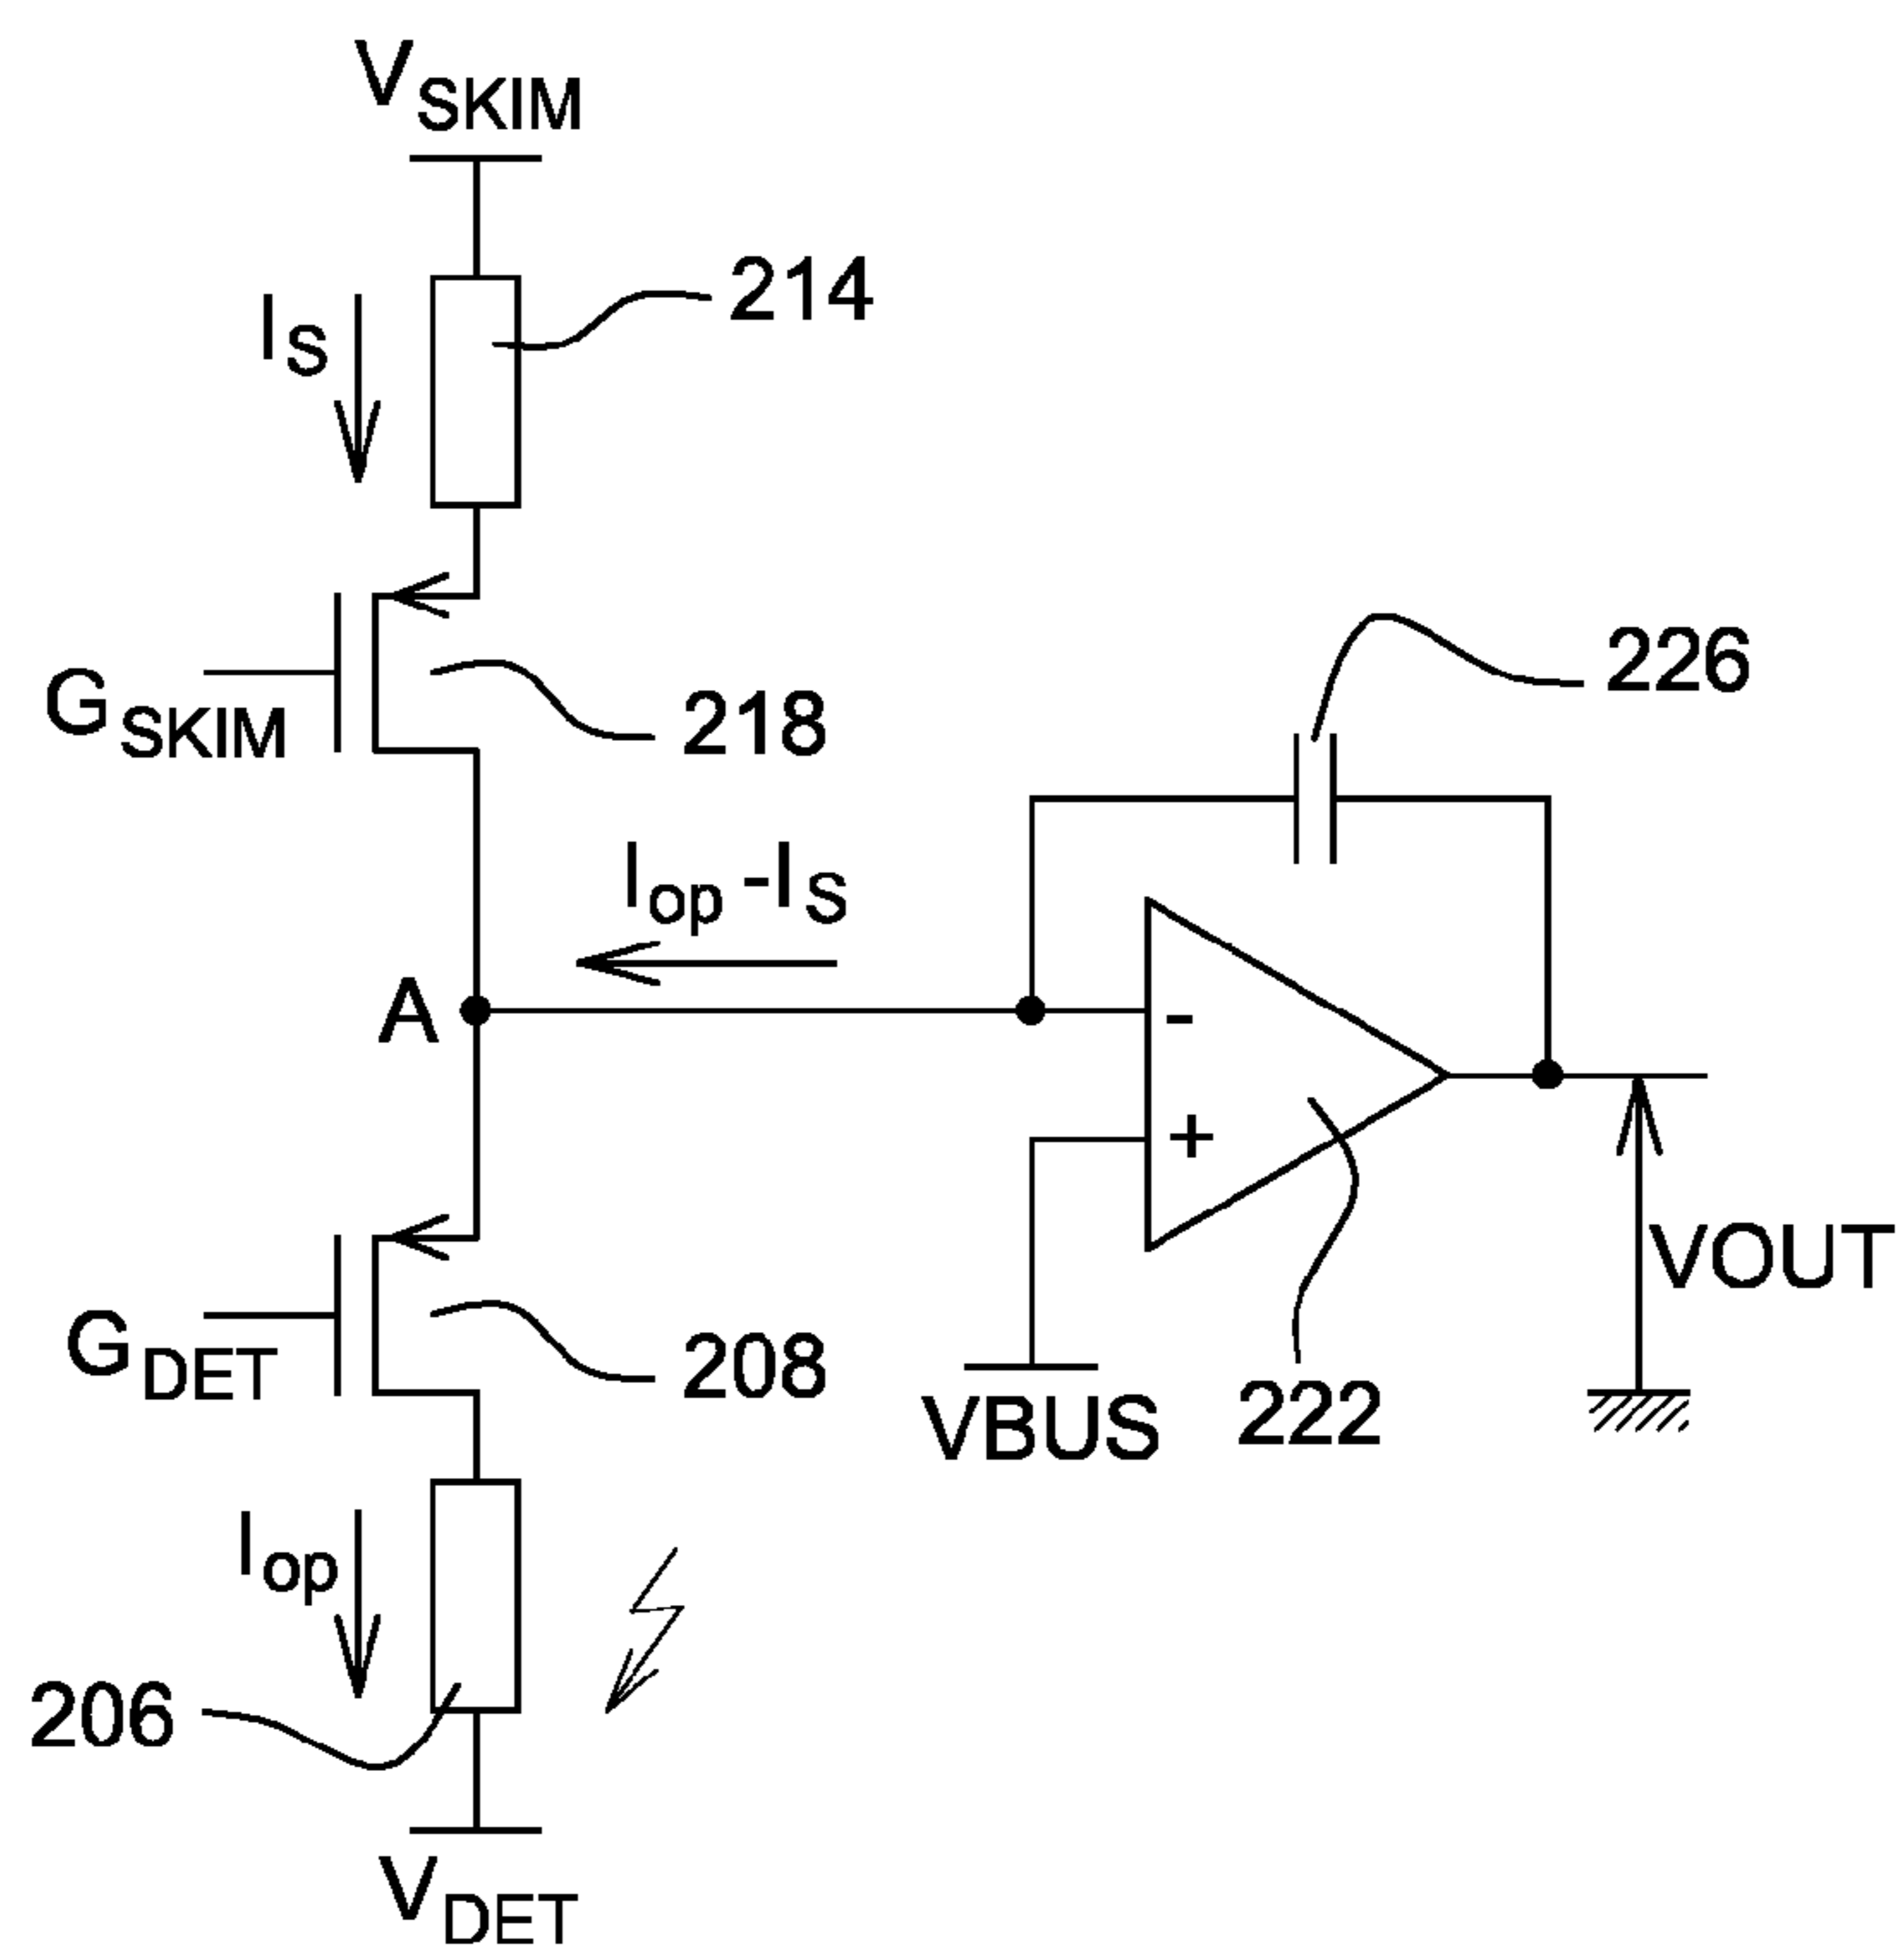 VSKIM
IS
214
GSKIM
218
226
Iop -IS
A
-
+
GDET
208
VBUS
222
VOUT
Iop
206
VDET